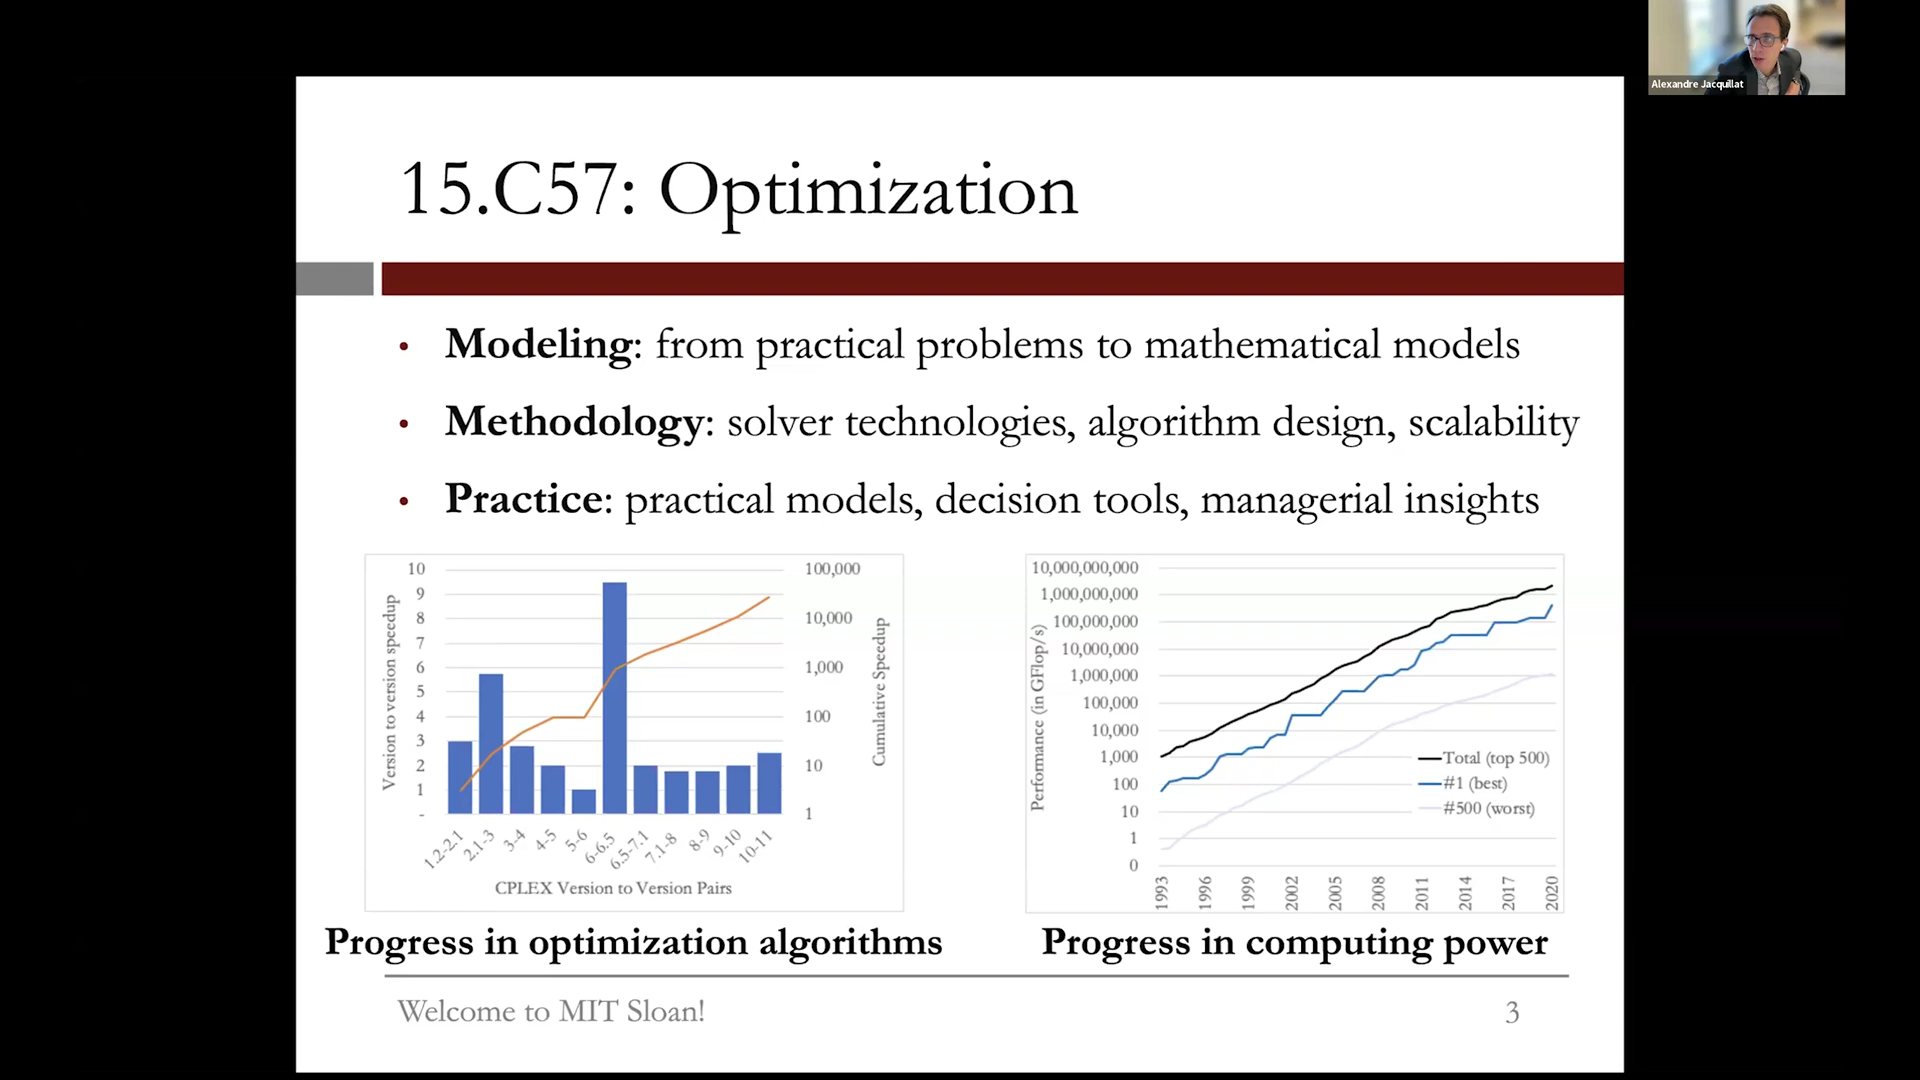 Alexandre Jacquillat
15.C57: Optimization
• Modeling: from practical problems to mathematical models
• Methodology: solver technologies, algorithm design, scalability
• Practice: practical models, decision tools, managerial insights
Version to version speedup
10
9
8
7
6
5
4
3
2
1
-
100,000
10,000
1,000
100
10
1
Cumulative Speedup
1.2-2.1 2.1-3 3-4 4-5 5-6 6-6.5 6.5-7.1 7.1-8 8-9 9-10 10-11
CPLEX Version to Version Pairs
Progress in optimization algorithms
Performance (in GFlop/s)
10,000,000,000
1,000,000,000
100,000,000
10,000,000
1,000,000
100,000
10,000
1,000
100
10
1
0
Total (top 500)
#1 (best)
#500 (worst)
1993 1996 1999 2002 2005 2008 2011 2014 2017 2020
Progress in computing power
Welcome to MIT Sloan!
3